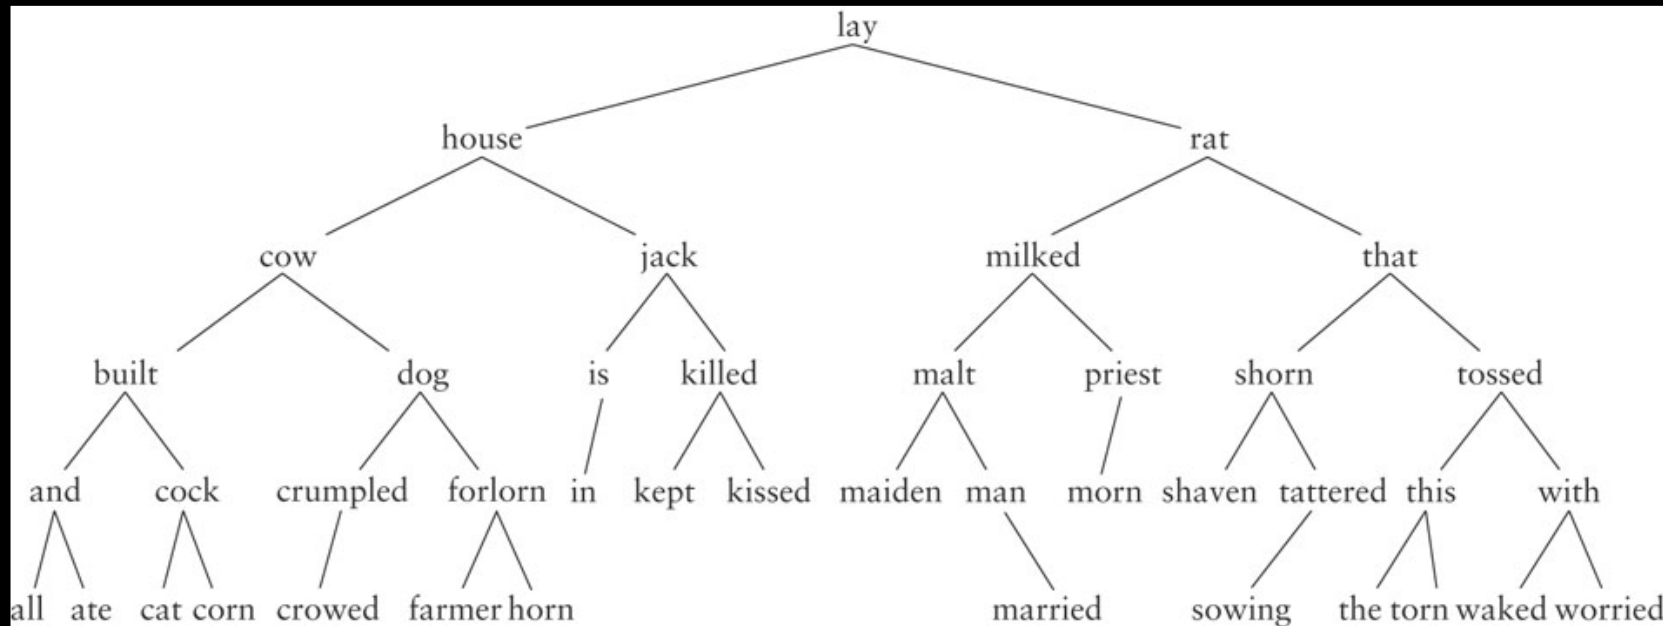 lay
house rat
cow jack milked that
built dog is killed malt priest shorn tossed
and cock crumpled forlorn in kept kissed maiden man morn shaven tattered this with
all ate cat corn crowed farmer horn married sowing the torn waked worried